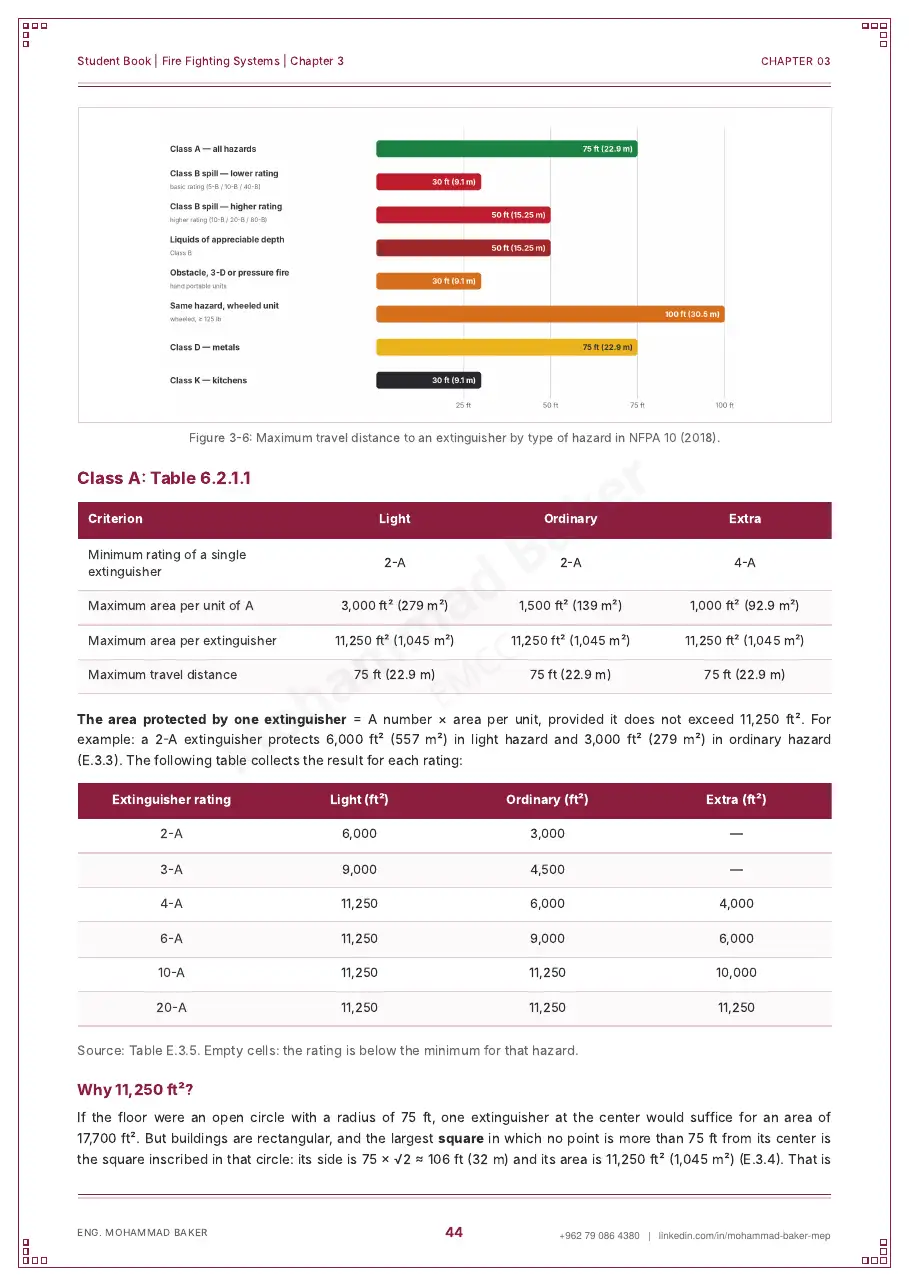 Student Book | Fire Fighting Systems | Chapter 3
CHAPTER 03
Class A — all hazards
75 ft (22.9 m)
Class B spill — lower rating
basic rating (5-B / 10-B / 40-B)
30 ft (9.1 m)
Class B spill — higher rating
higher rating (10-B / 20-B / 80-B)
50 ft (15.25 m)
Liquids of appreciable depth
Class B
50 ft (15.25 m)
Obstacle, 3-D or pressure fire
hand portable units
30 ft (9.1 m)
Same hazard, wheeled unit
wheeled, ≥ 125 lb
100 ft (30.5 m)
Class D — metals
75 ft (22.9 m)
Class K — kitchens
30 ft (9.1 m)
25 ft 50 ft 75 ft 100 ft
Figure 3-6: Maximum travel distance to an extinguisher by type of hazard in NFPA 10 (2018).
Class A: Table 6.2.1.1
Criterion Light Ordinary Extra
Minimum rating of a single
extinguisher
2-A 2-A 4-A
Maximum area per unit of A 3,000 ft² (279 m²) 1,500 ft² (139 m²) 1,000 ft² (92.9 m²)
Maximum area per extinguisher 11,250 ft² (1,045 m²) 11,250 ft² (1,045 m²) 11,250 ft² (1,045 m²)
Maximum travel distance 75 ft (22.9 m) 75 ft (22.9 m) 75 ft (22.9 m)
The area protected by one extinguisher = A number × area per unit, provided it does not exceed 11,250 ft². For
example: a 2-A extinguisher protects 6,000 ft² (557 m²) in light hazard and 3,000 ft² (279 m²) in ordinary hazard
(E.3.3). The following table collects the result for each rating:
Extinguisher rating Light (ft²) Ordinary (ft²) Extra (ft²)
2-A 6,000 3,000 —
3-A 9,000 4,500 —
4-A 11,250 6,000 4,000
6-A 11,250 9,000 6,000
10-A 11,250 11,250 10,000
20-A 11,250 11,250 11,250
Source: Table E.3.5. Empty cells: the rating is below the minimum for that hazard.
Why 11,250 ft²?
If the floor were an open circle with a radius of 75 ft, one extinguisher at the center would suffice for an area of
17,700 ft². But buildings are rectangular, and the largest square in which no point is more than 75 ft from its center is
the square inscribed in that circle: its side is 75 × √2 ≈ 106 ft (32 m) and its area is 11,250 ft² (1,045 m²) (E.3.4). That is
ENG. MOHAMMAD BAKER
44
+962 79 086 4380 | linkedin.com/in/mohammad-baker-mep
Mohammad Baker